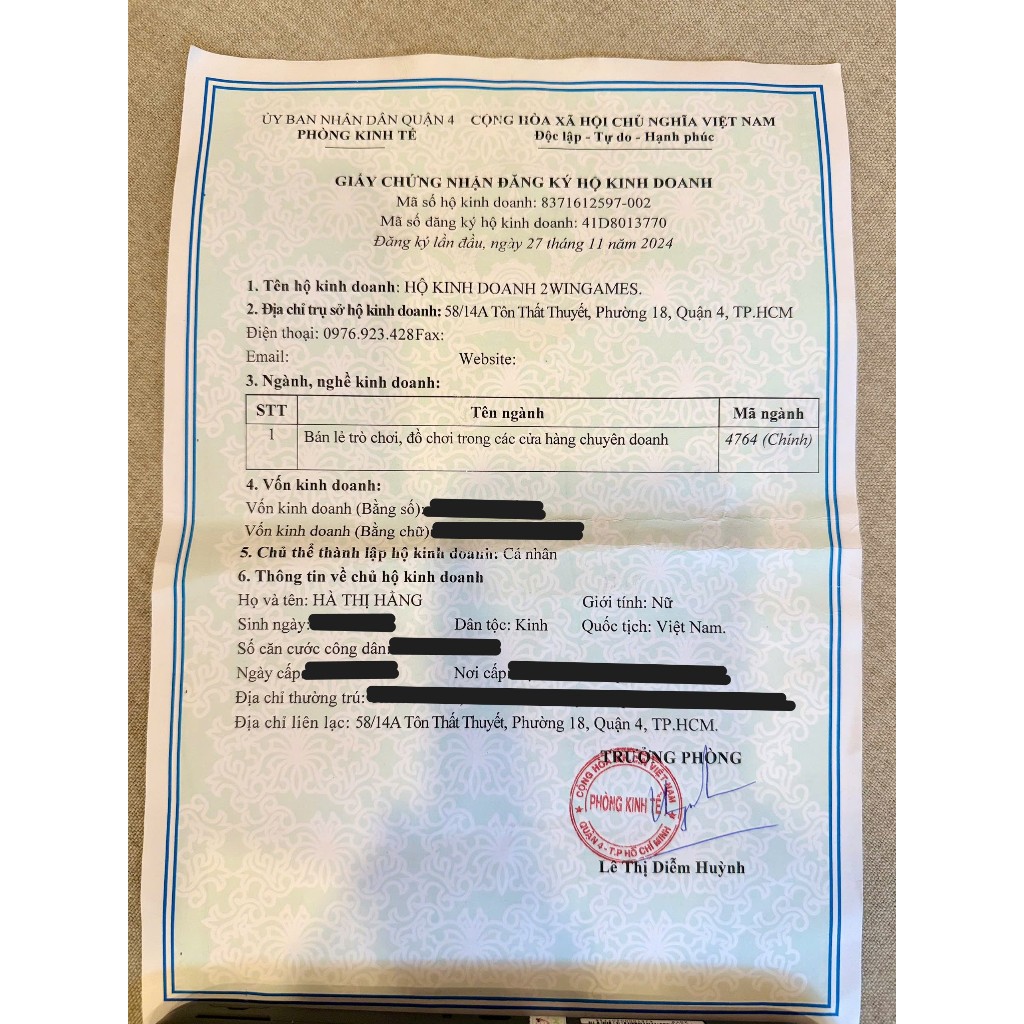 ỦY BAN NHÂN DÂN QUẬN 4
PHÒNG KINH TẾ
CỘNG HÒA XÃ HỘI CHỦ NGHĨA VIỆT NAM
Độc lập - Tự do - Hạnh phúc
GIẤY CHỨNG NHẬN ĐĂNG KÝ HỘ KINH DOANH
Mã số hộ kinh doanh: 8371612597-002
Mã số đăng ký hộ kinh doanh: 41D8013770
Đăng ký lần đầu, ngày 27 tháng 11 năm 2024
1. Tên hộ kinh doanh: HỘ KINH DOANH 2WINGAMES.
2. Địa chỉ trụ sở hộ kinh doanh: 58/14A Tôn Thất Thuyết, Phường 18, Quận 4, TP.HCM
Điện thoại: 0976.923.428Fax:
Email: Website:
3. Ngành, nghề kinh doanh:
STT Tên ngành Mã ngành
1 Bán lẻ trò chơi, đồ chơi trong các cửa hàng chuyên doanh 4764 (Chính)
4. Vốn kinh doanh:
Vốn kinh doanh (Bằng số):
Vốn kinh doanh (Bằng chữ)
5. Chủ thể thành lập hộ kinh doanh: Cá nhân
6. Thông tin về chủ hộ kinh doanh
Họ và tên: HÀ THỊ HẰNG Giới tính: Nữ
Sinh ngày: Dân tộc: Kinh Quốc tịch: Việt Nam.
Số căn cước công dân:
Ngày cấp Nơi cấp
Địa chỉ thường trú:
Địa chỉ liên lạc: 58/14A Tôn Thất Thuyết, Phường 18, Quận 4, TP.HCM.
TRƯỞNG PHÒNG
PHÒNG KINH TẾ
QUẬN 4 - T.P HỒ CHÍ MINH
Lê Thị Diễm Huỳnh